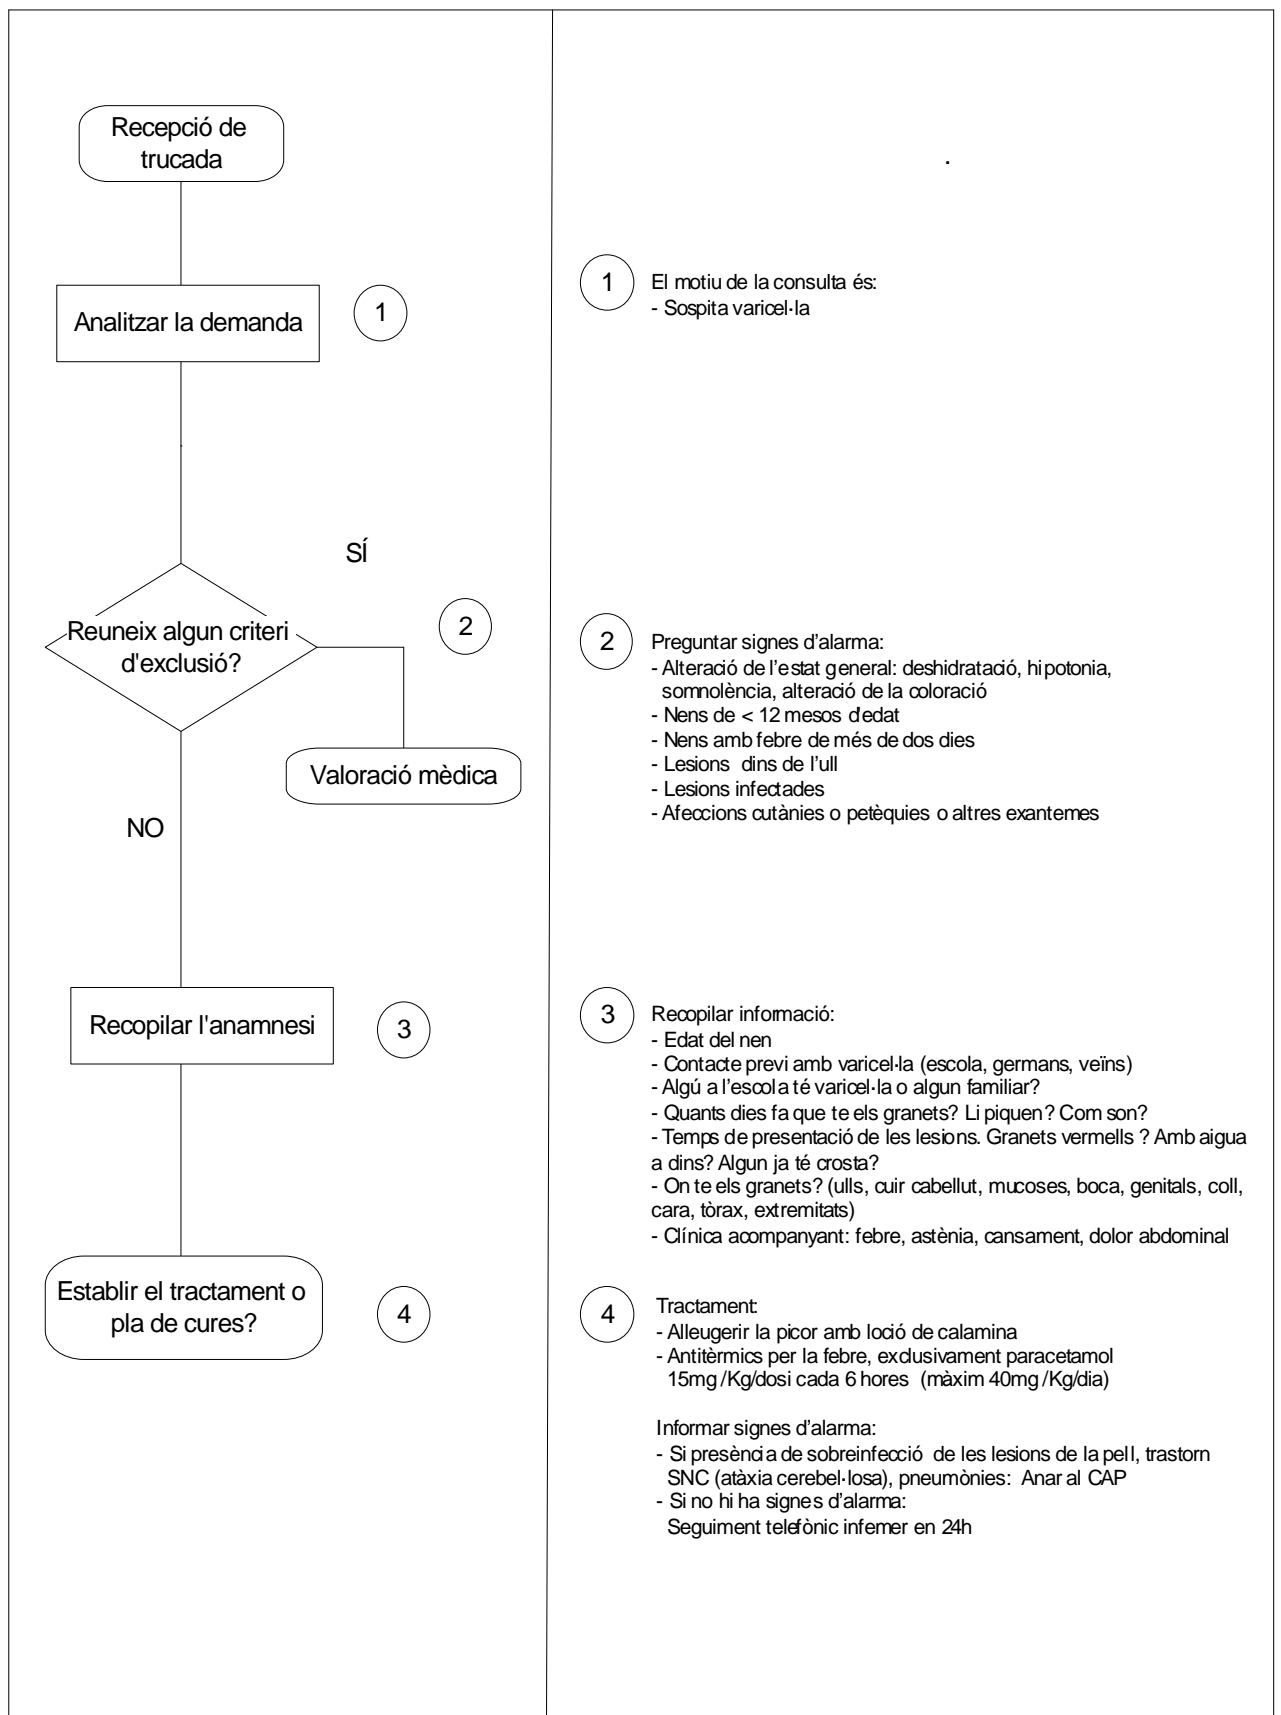 Recepció de
trucada
Analitzar la demanda
1
SÍ
Reuneix algun criteri
d'exclusió?
2
Valoració mèdica
NO
Recopilar l'anamnesi
3
Establir el tractament o
pla de cures?
4
.
1
El motiu de la consulta és:
- Sospita varicel·la
2
Preguntar signes d’alarma:
- Alteració de l’estat general: deshidratació, hipotonia,
somnolència, alteració de la coloració
- Nens de < 12 mesos d'edat
- Nens amb febre de més de dos dies
- Lesions dins de l’ull
- Lesions infectades
- Afeccions cutànies o petèquies o altres exantemes
3
Recopilar informació:
- Edat del nen
- Contacte previ amb varicel·la (escola, germans, veïns)
- Algú a l’escola té varicel·la o algun familiar?
- Quants dies fa que te els granets? Li piquen? Com son?
- Temps de presentació de les lesions. Granets vermells ? Amb aigua
a dins? Algun ja té crosta?
- On te els granets? (ulls, cuir cabellut, mucoses, boca, genitals, coll,
cara, tòrax, extremitats)
- Clínica acompanyant: febre, astènia, cansament, dolor abdominal
4
Tractament:
- Alleugerir la picor amb loció de calamina
- Antitèrmics per la febre, exclusivament paracetamol
15mg /Kg/dosi cada 6 hores (màxim 40mg /Kg/dia)
Informar signes d’alarma:
- Si presència de sobreinfecció de les lesions de la pell, trastorn
SNC (atàxia cerebel·losa), pneumònies: Anar al CAP
- Si no hi ha signes d’alarma:
Seguiment telefònic infermer en 24h